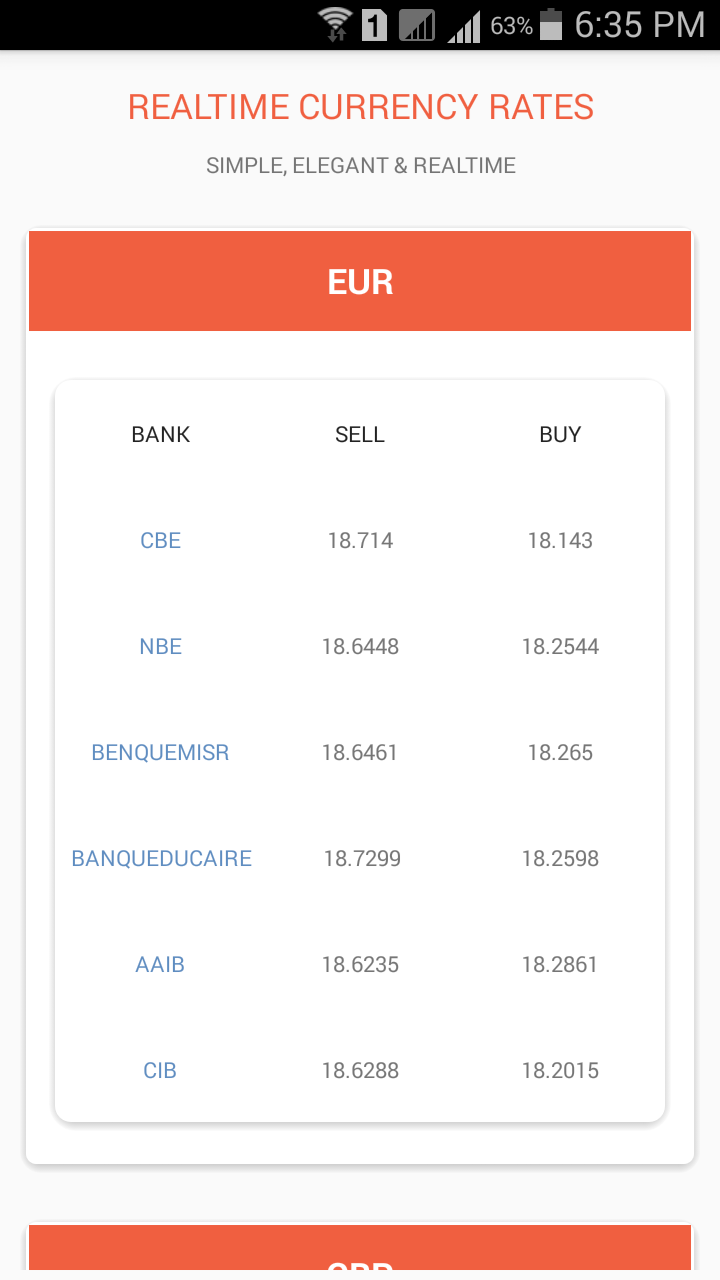 1 63% 6:35 PM
REALTIME CURRENCY RATES
SIMPLE, ELEGANT & REALTIME
EUR
BANK SELL BUY
CBE 18.714 18.143
NBE 18.6448 18.2544
BENQUEMISR 18.6461 18.265
BANQUEDUCAIRE 18.7299 18.2598
AAIB 18.6235 18.2861
CIB 18.6288 18.2015